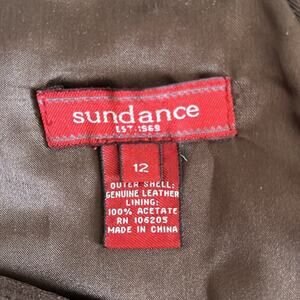 sundance
EST 1969
12
OUTER SHELL:
GENUINE LEATHER
LINING:
100% ACETATE
RN 106205
MADE IN CHINA